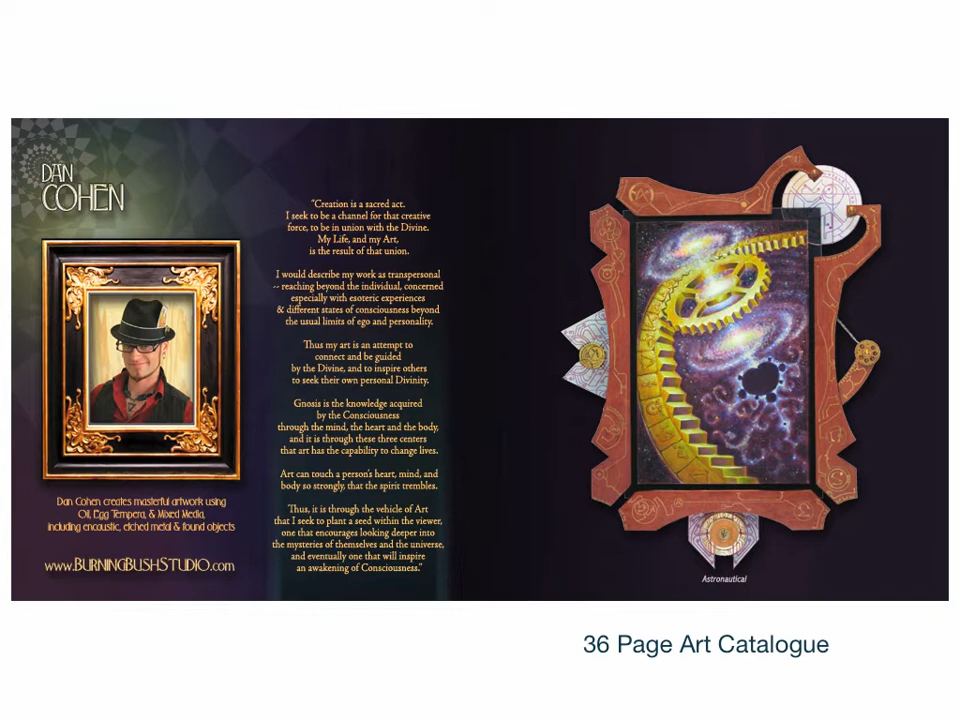 DAN
COHEN
"Creation is a sacred act.
I seek to be a channel for that creative
force, to be in union with the Divine.
My Life, and my Art,
is the result of that union.
I would describe my work as transpersonal
-- reaching beyond the individual, concerned
especially with esoteric experiences
& different states of consciousness beyond
the usual limits of ego and personality.
Thus my art is an attempt to
connect and be guided
by the Divine, and to inspire others
to seek their own personal Divinity.
Gnosis is the knowledge acquired
by the Consciousness
through the mind, the heart and the body,
and it is through these three centers
that art has the capability to change lives.
Art can touch a person's heart, mind, and
body so strongly, that the spirit trembles.
Thus, it is through the vehicle of Art
that I seek to plant a seed within the viewer,
one that encourages looking deeper into
the mysteries of themselves and the universe,
and eventually one that will inspire
an awakening of Consciousness."
Dan Cohen creates masterful artwork using
Oil, Egg Tempera, & Mixed Media,
including encaustic, etched metal & found objects
www.BURNINGBUSHSTUDIO.com
Astronautical
36 Page Art Catalogue